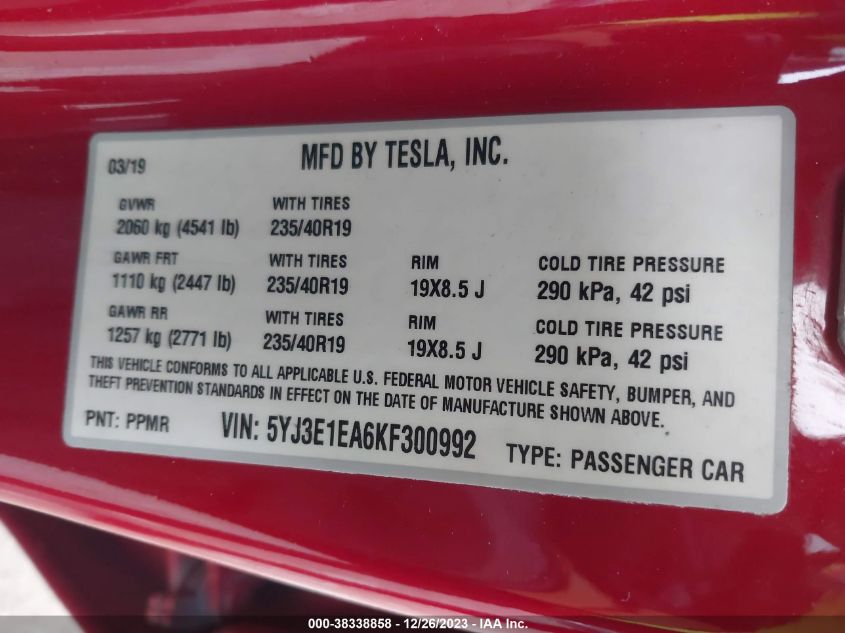 03/19 MFD BY TESLA, INC.
GVWR WITH TIRES
2060 kg (4541 lb) 235/40R19
GAWR FRT WITH TIRES RIM COLD TIRE PRESSURE
1110 kg (2447 lb) 235/40R19 19X8.5 J 290 kPa, 42 psi
GAWR RR WITH TIRES RIM COLD TIRE PRESSURE
1257 kg (2771 lb) 235/40R19 19X8.5 J 290 kPa, 42 psi
THIS VEHICLE CONFORMS TO ALL APPLICABLE U.S. FEDERAL MOTOR VEHICLE SAFETY, BUMPER, AND
THEFT PREVENTION STANDARDS IN EFFECT ON THE DATE OF MANUFACTURE SHOWN ABOVE.
PNT: PPMR VIN: 5YJ3E1EA6KF300992 TYPE: PASSENGER CAR
000-38338858 - 12/26/2023 - IAA Inc.